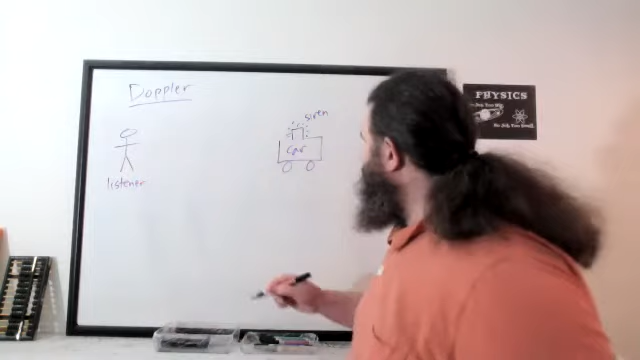 Doppler
siren
car
listener
PHYSICS